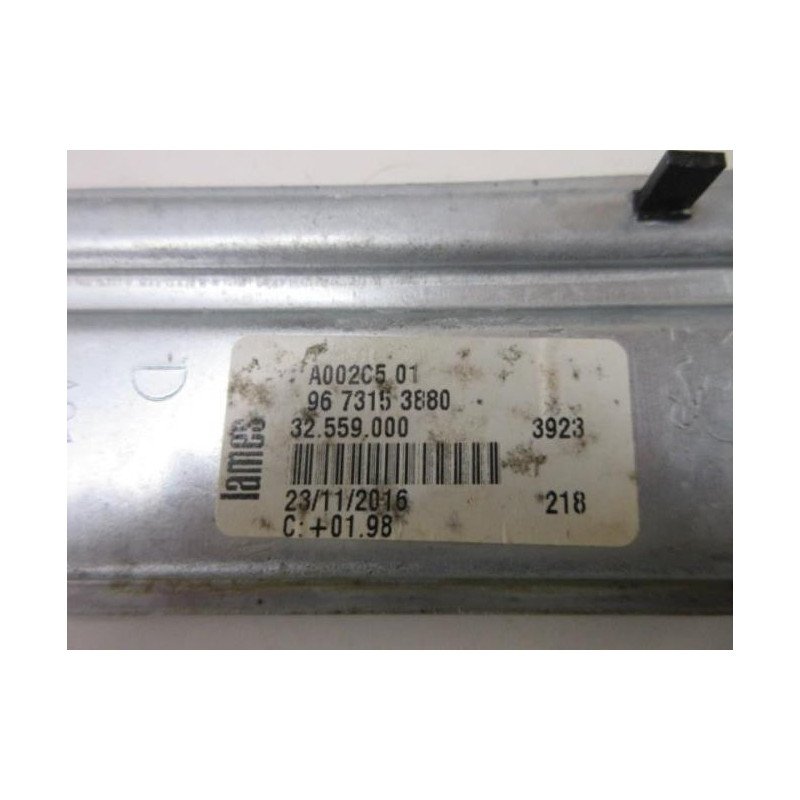 A002C5 01
96 7315 3880
lames
32.559.000 3923
23/11/2016 218
C: +01.98
D